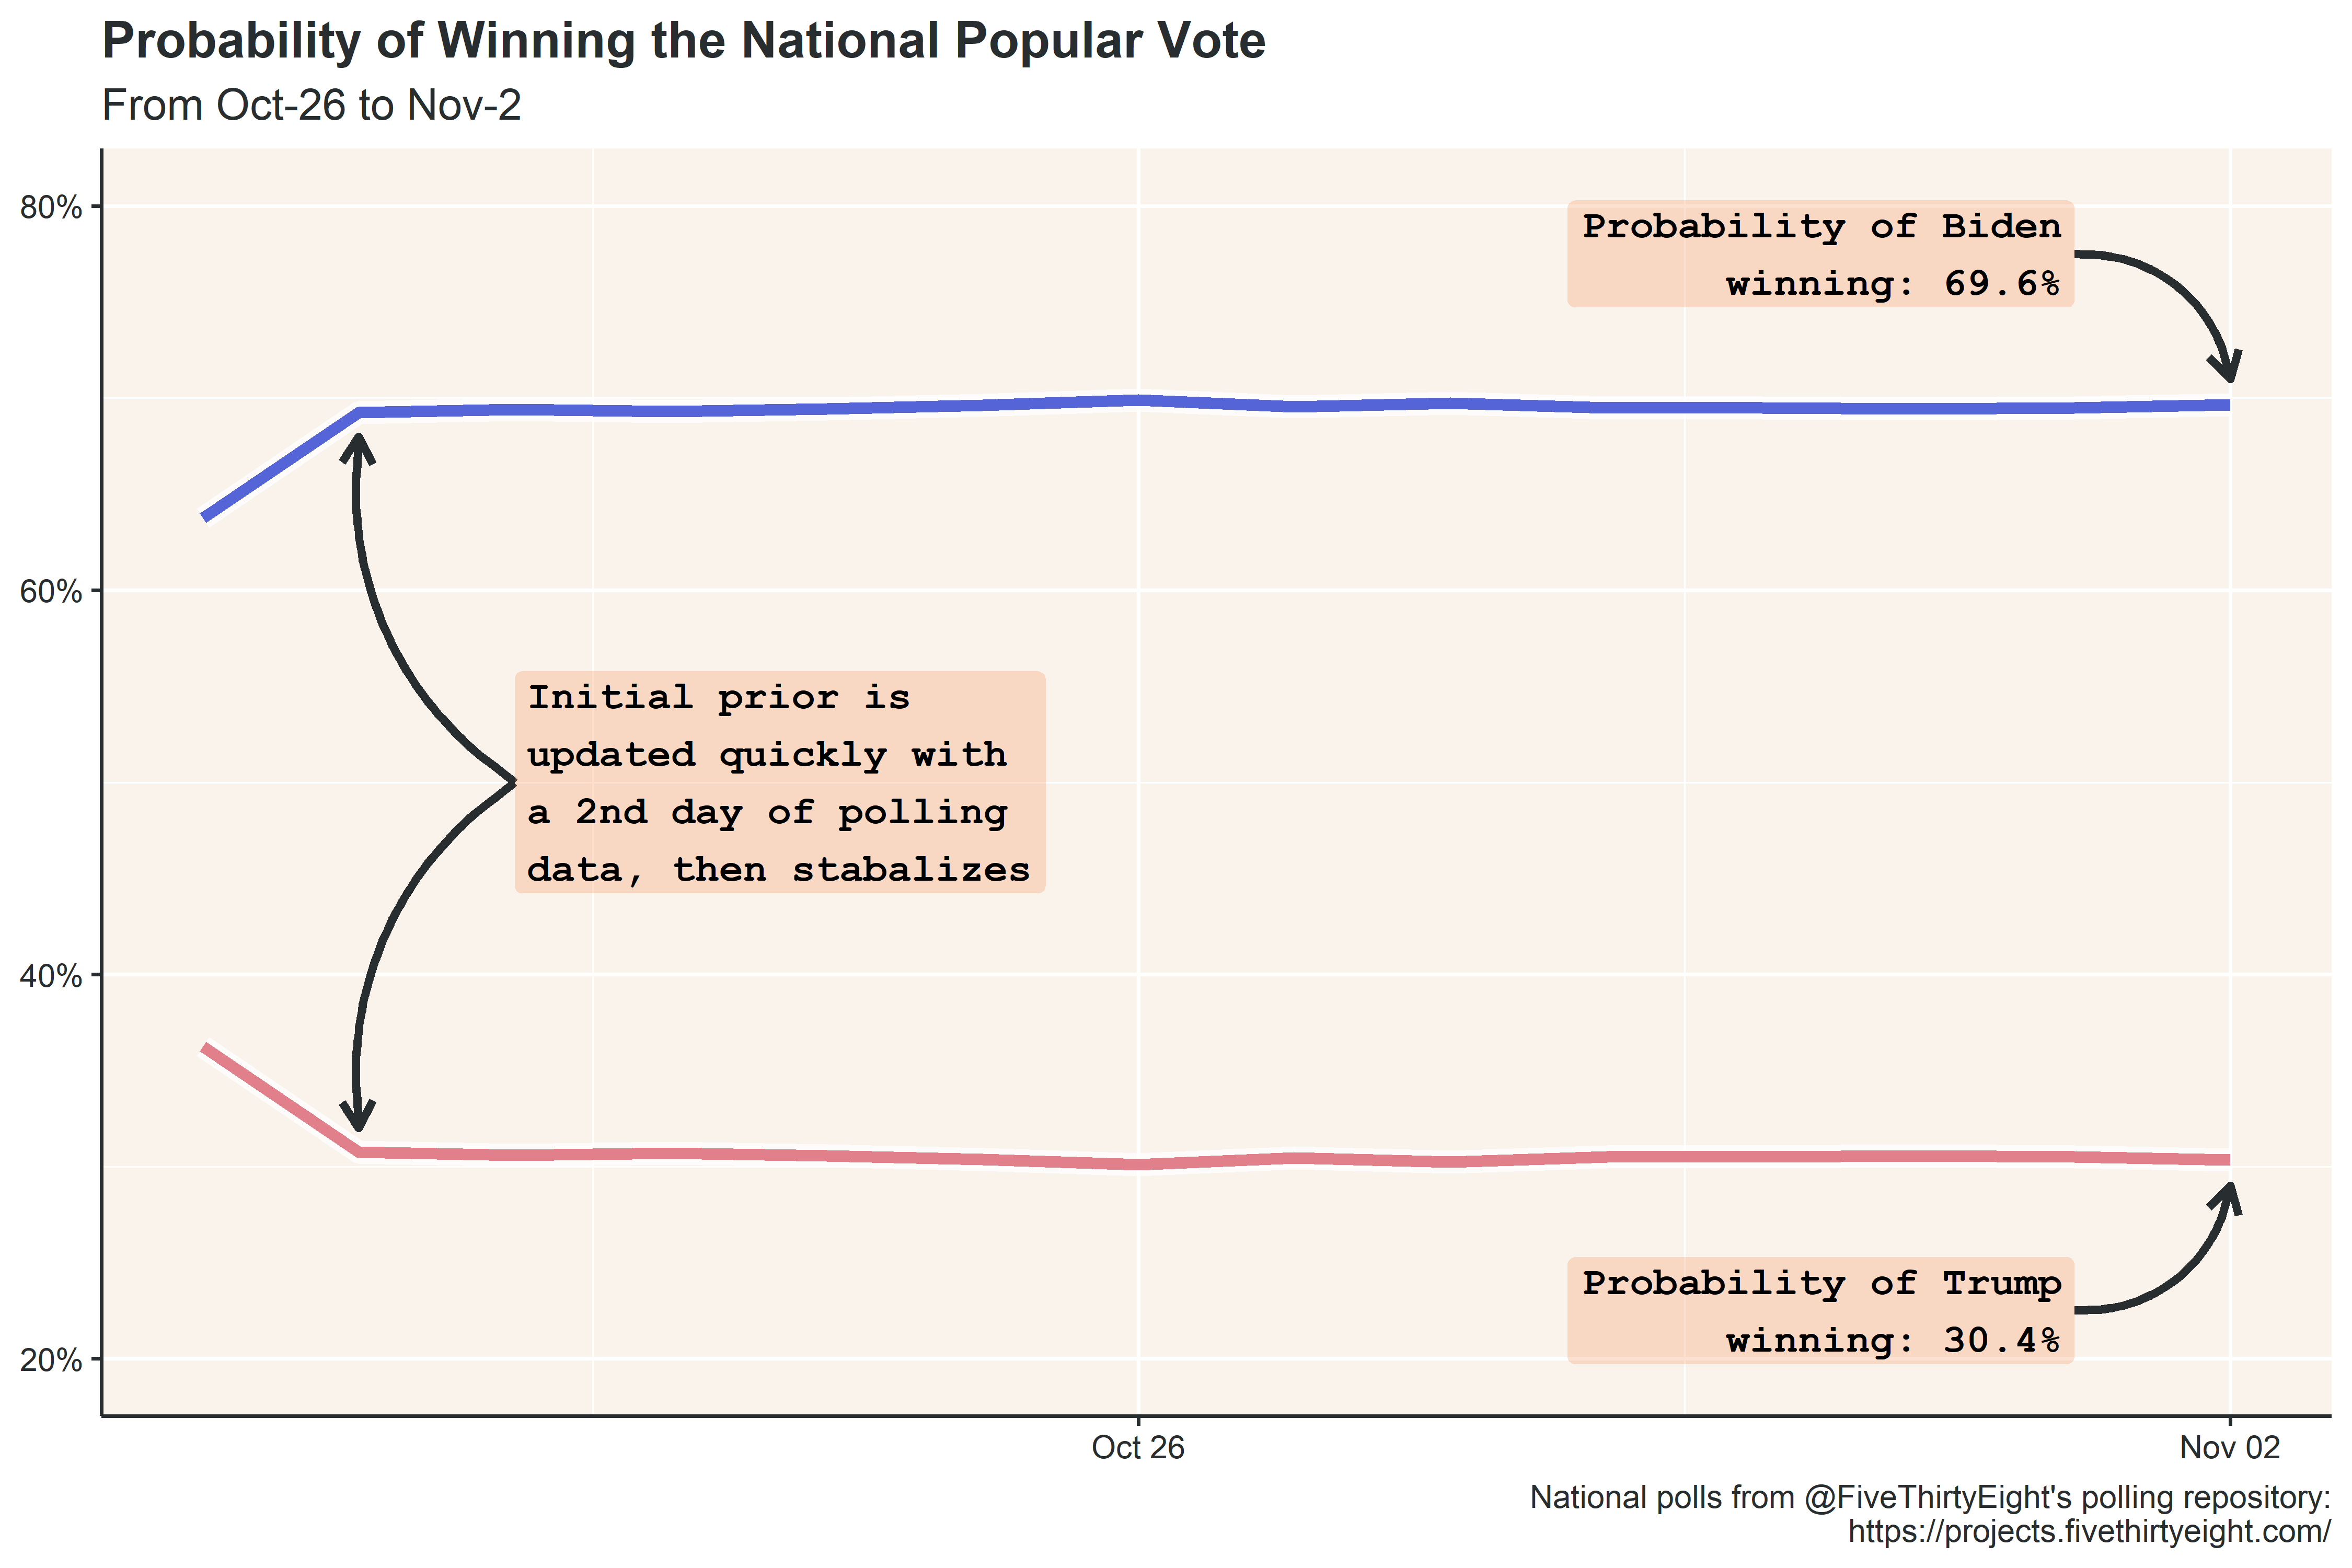 Probability of Winning the National Popular Vote
From Oct-26 to Nov-2
80%
60%
40%
20%
Probability of Biden
winning: 69.6%
Initial prior is
updated quickly with
a 2nd day of polling
data, then stabalizes
Probability of Trump
winning: 30.4%
Oct 26
Nov 02
National polls from @FiveThirtyEight's polling repository:
https://projects.fivethirtyeight.com/